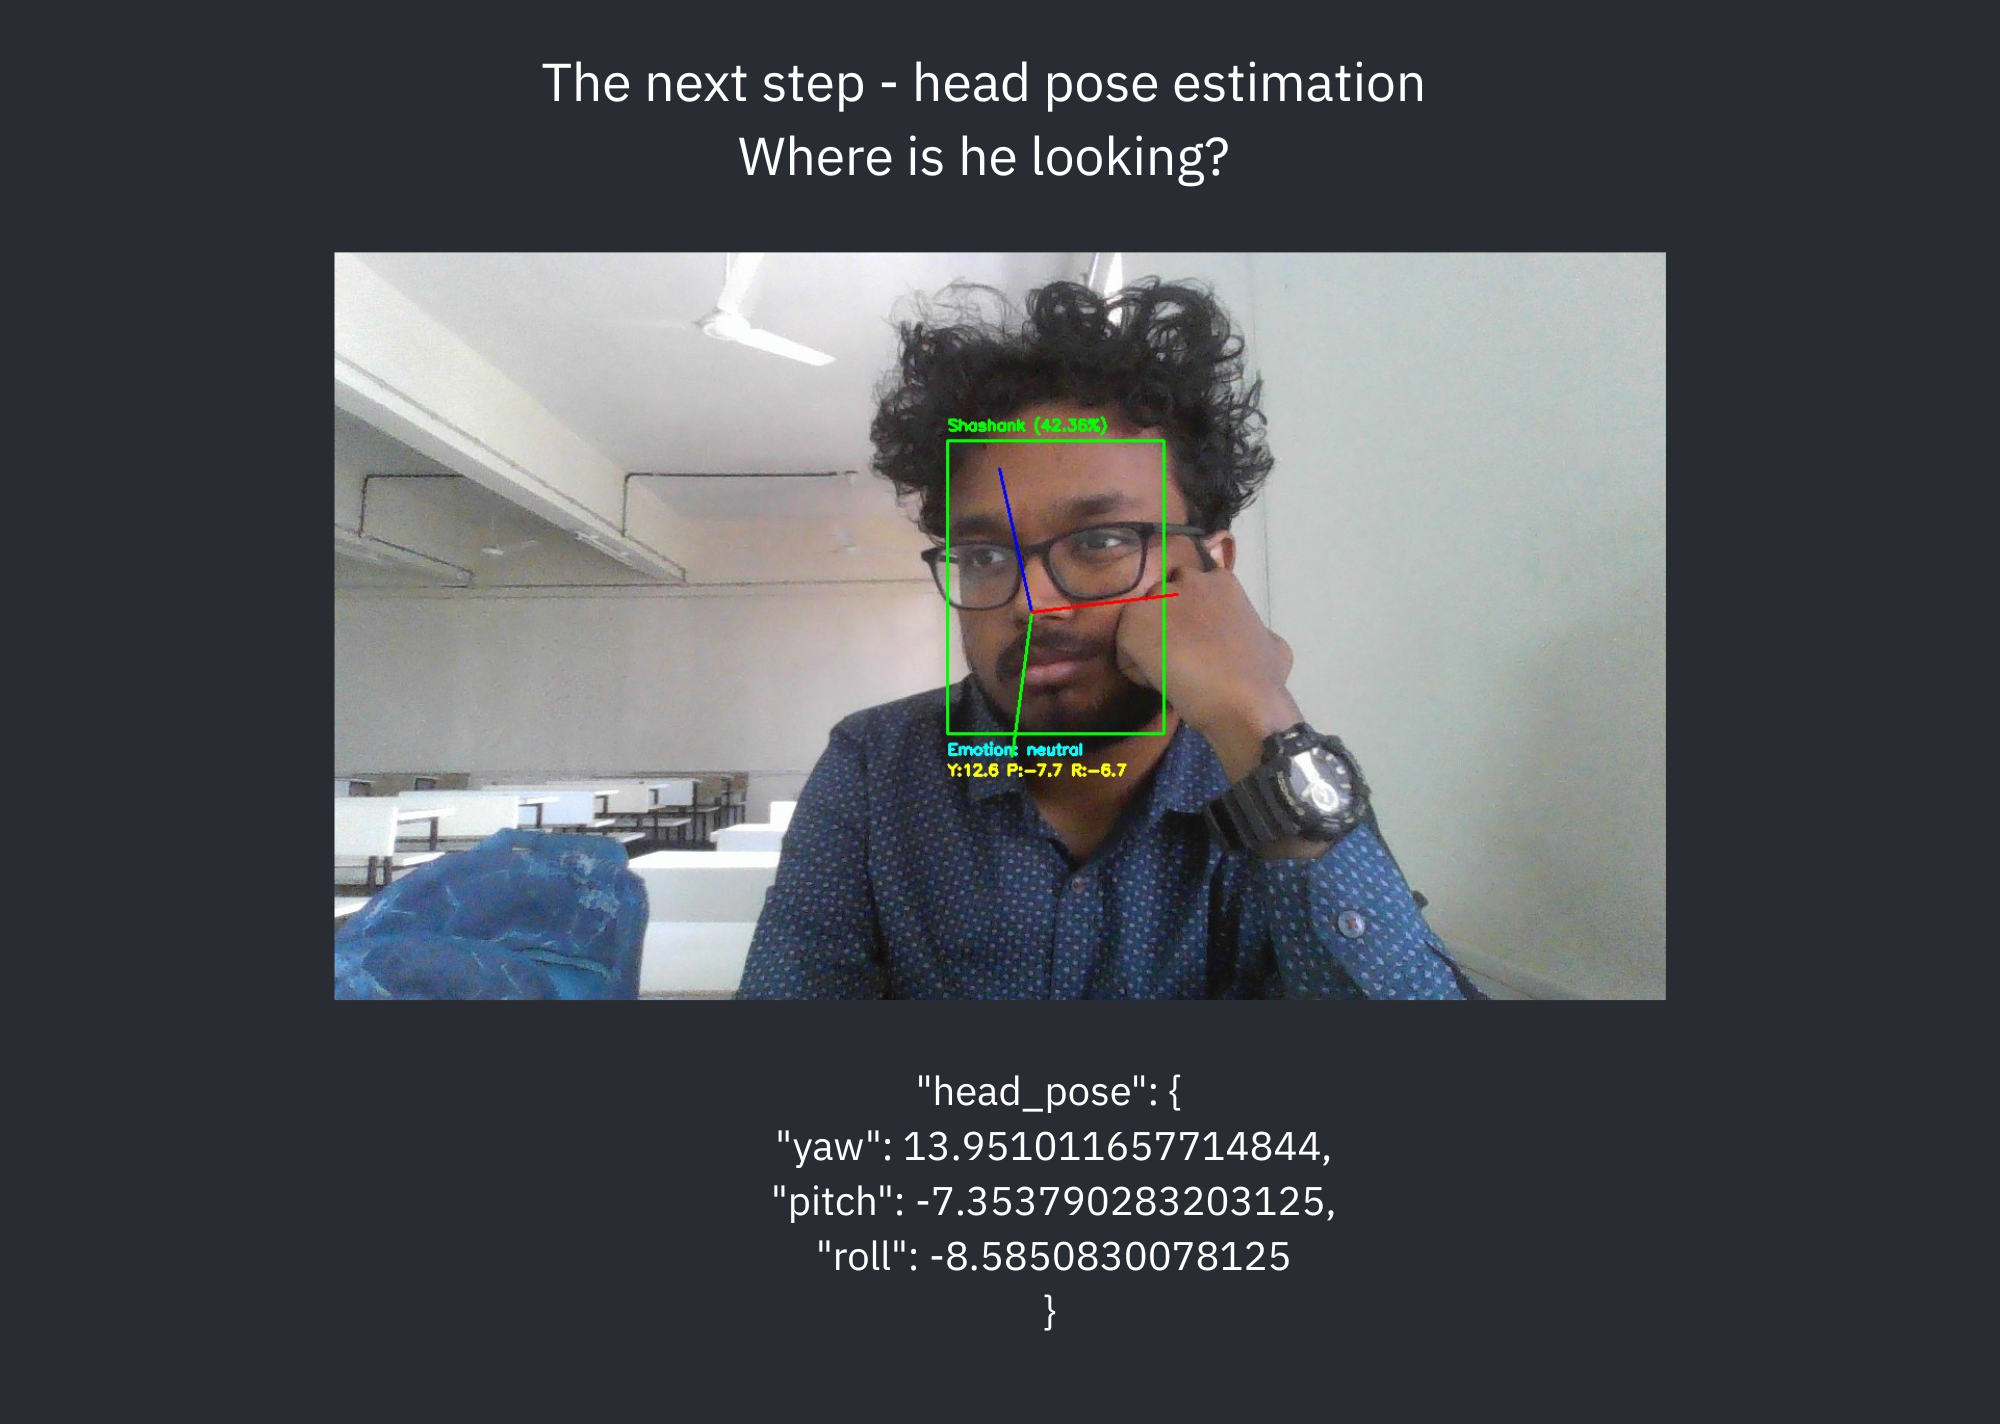 The next step - head pose estimation
Where is he looking?
Shashank (42.36%)
Emotion: neutral
Y:12.6 P:-7.7 R:-6.7
"head_pose": {
"yaw": 13.951011657714844,
"pitch": -7.353790283203125,
"roll": -8.5850830078125
}